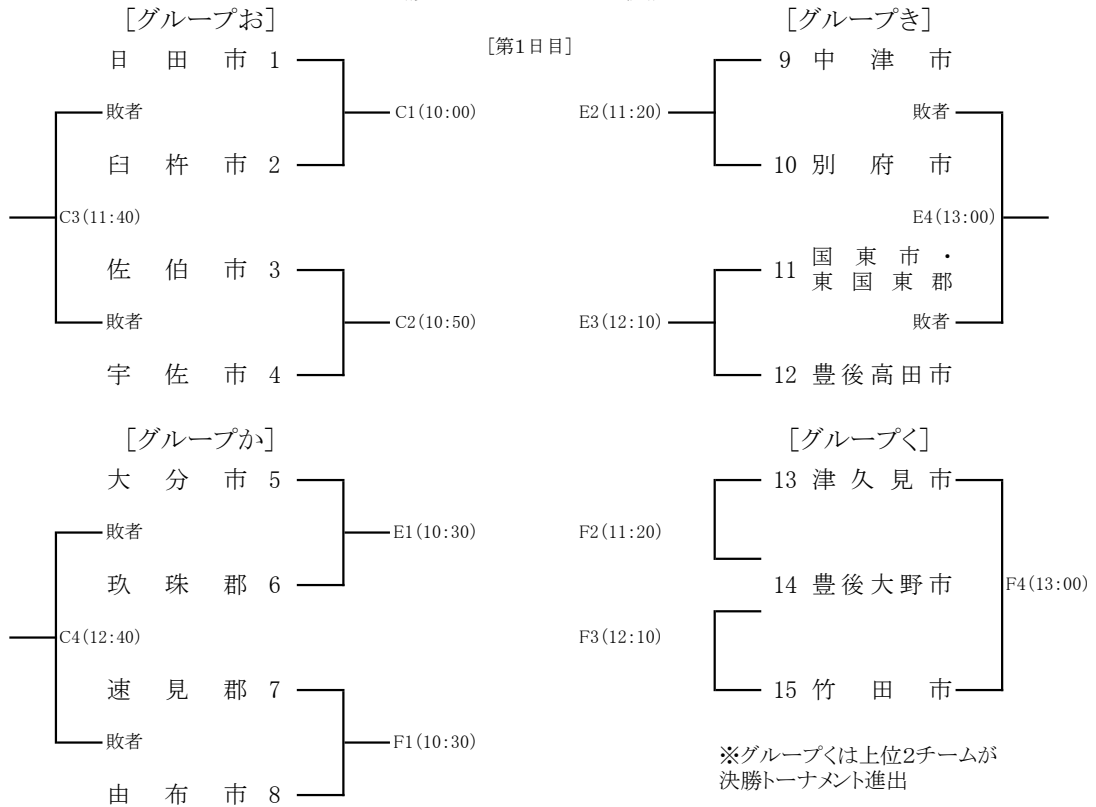 [第1日目]
[グループお]
日田市 1
敗者
C1(10:00)
臼杵市 2
C3(11:40)
佐伯市 3
敗者
C2(10:50)
宇佐市 4
[グループか]
大分市 5
敗者
E1(10:30)
玖珠郡 6
C4(12:40)
速見郡 7
敗者
F1(10:30)
由布市 8
[グループき]
9 中津市
E2(11:20)
敗者
10 別府市
E4(13:00)
11 国東市・
東国東郡
E3(12:10)
敗者
12 豊後高田市
[グループく]
13 津久見市
F2(11:20)
14 豊後大野市
F4(13:00)
F3(12:10)
15 竹田市
※グループくは上位2チームが
決勝トーナメント進出